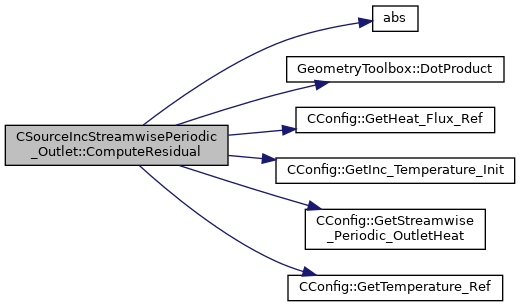 CSourceIncStreamwisePeriodic
_Outlet::ComputeResidual
abs
GeometryToolbox::DotProduct
CConfig::GetHeat_Flux_Ref
CConfig::GetInc_Temperature_Init
CConfig::GetStreamwise
_Periodic_OutletHeat
CConfig::GetTemperature_Ref